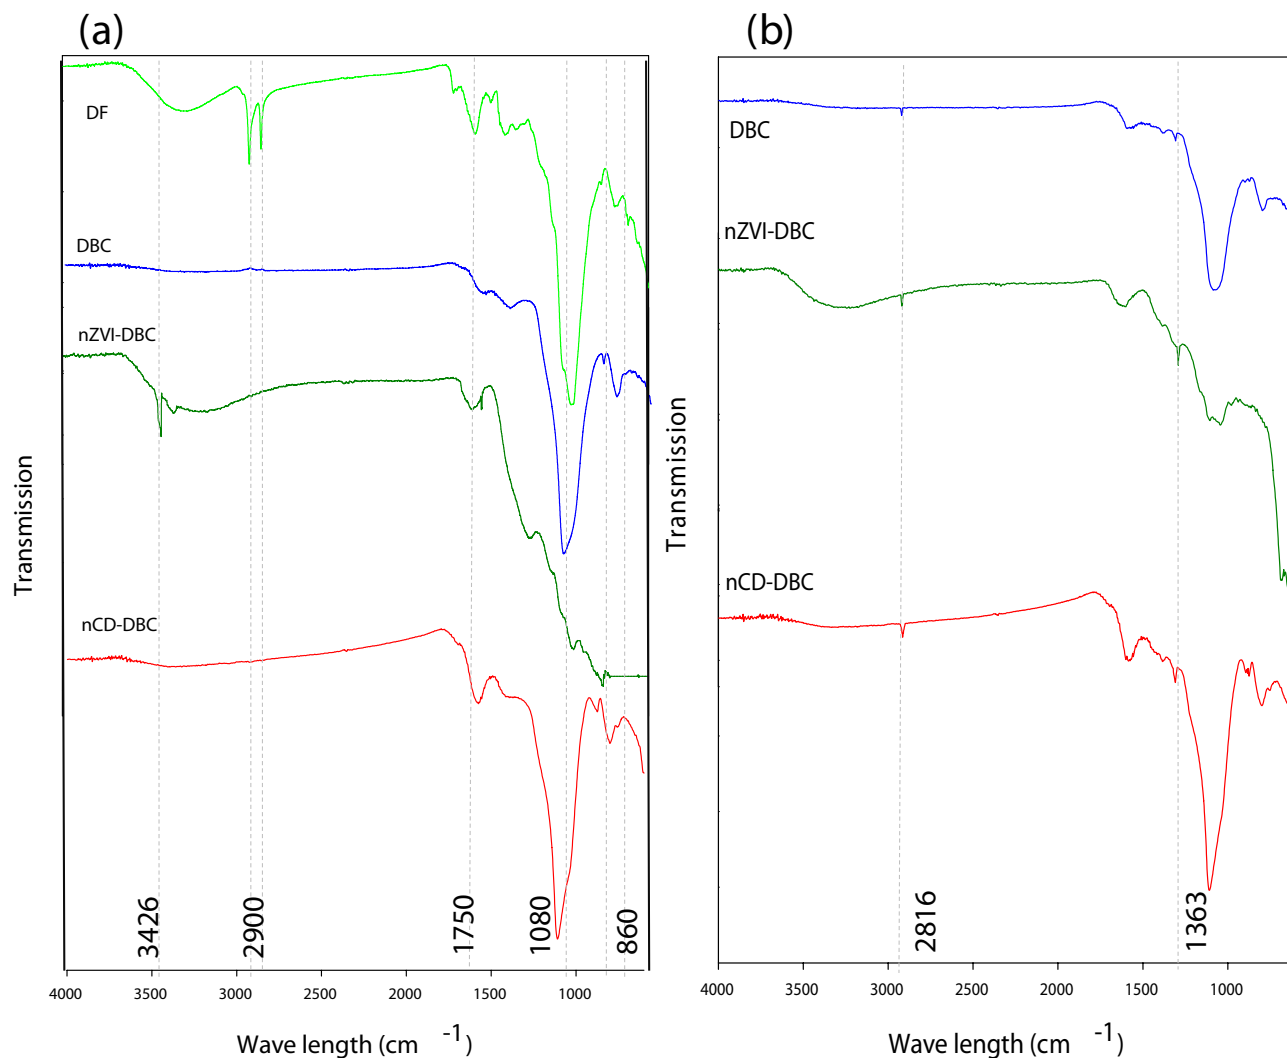 (a)
DF
DBC
nZVI-DBC
nCD-DBC
Transmission
3426
2900
1750
1080
860
4000 3500 3000 2500 2000 1500 1000
Wave length (cm -1)
(b)
DBC
nZVI-DBC
nCD-DBC
Transmission
2816
1363
4000 3500 3000 2500 2000 1500 1000
Wave length (cm -1)